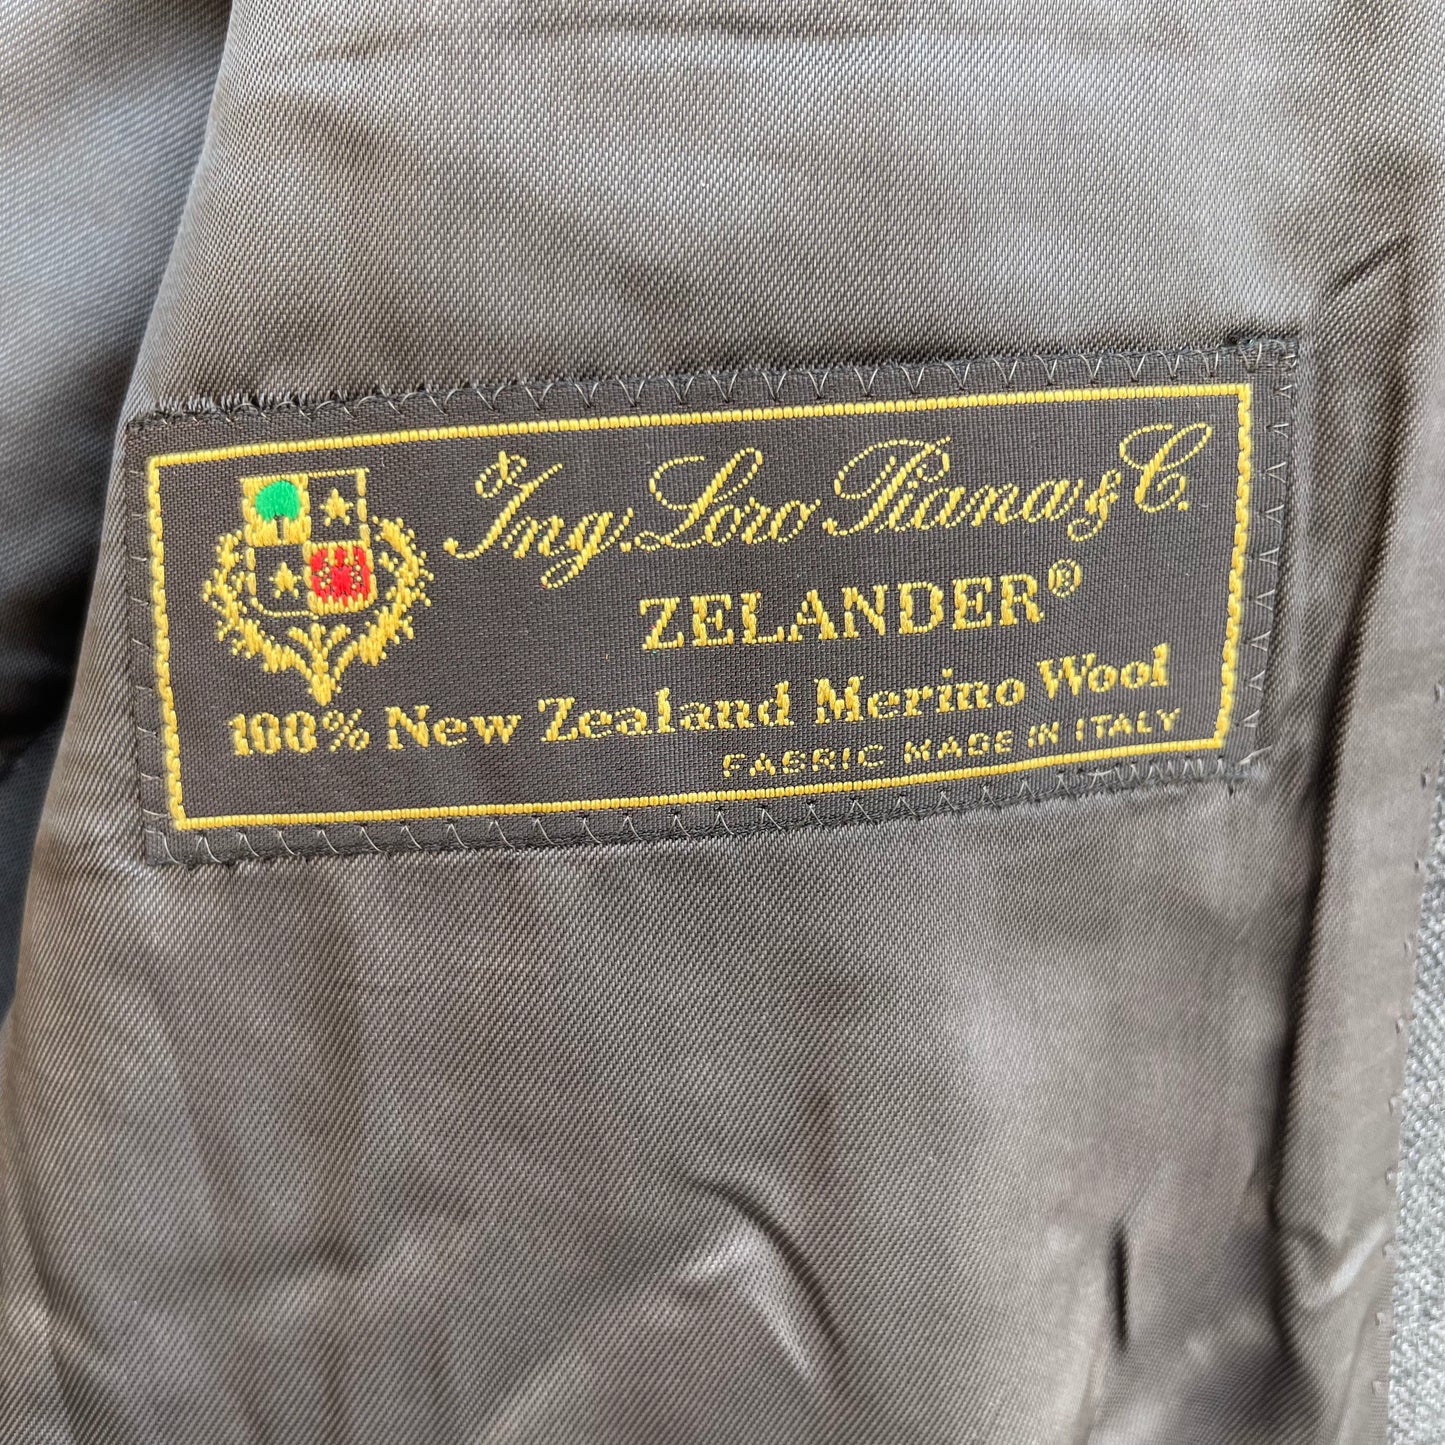 Ing. Loro Piana & C.
ZELANDER®
100% New Zealand Merino Wool
FABRIC MADE IN ITALY